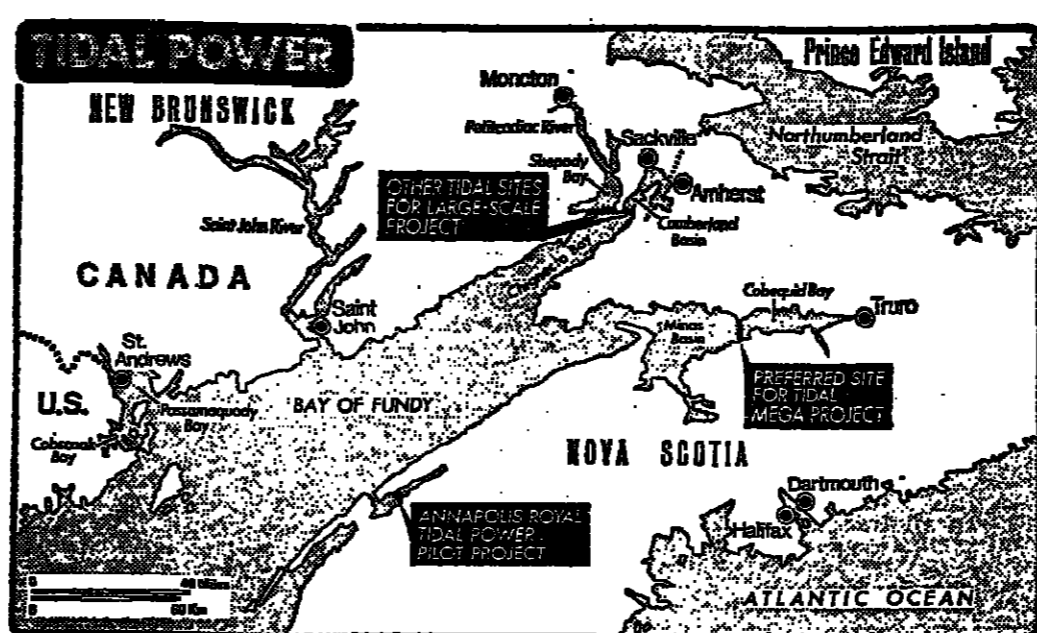 TIDAL POWER
Prince Edward Island
NEW BRUNSWICK
Moncton
Northumberland
Strait
Sackville
Shepody
Bay
Amherst
OTHER TIDAL SITES
FOR LARGE-SCALE
PROJECT
Cumberland
Basin
Saint John River
CANADA
Cobequid Bay
Truro
Saint
John
Minas
Basin
St.
Andrews
PREFERRED SITE
FOR TIDAL
MEGA PROJECT
U.S.
Passamaquody
Bay
BAY OF FUNDY
Cobscook
Bay
NOVA SCOTIA
Dartmouth
ANNAPOLIS ROYAL
TIDAL POWER
PILOT PROJECT
Halifax
0
0
60 Km
ATLANTIC OCEAN